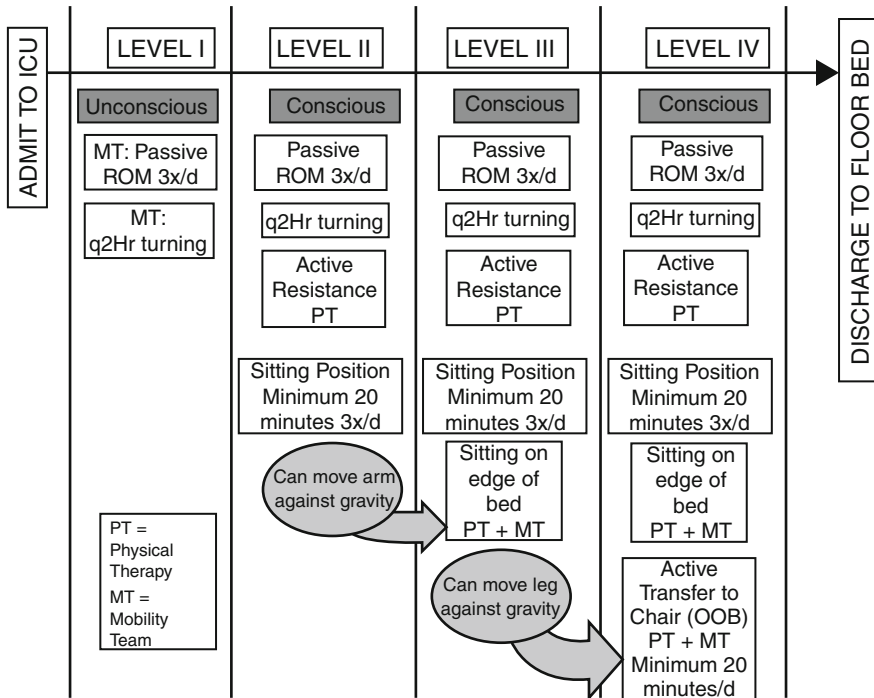 ADMIT TO ICU
LEVEL I
Unconscious
MT: Passive
ROM 3x/d
MT:
q2Hr turning
PT =
Physical
Therapy
MT =
Mobility
Team
LEVEL II
Conscious
Passive
ROM 3x/d
q2Hr turning
Active
Resistance
PT
Sitting Position
Minimum 20
minutes 3x/d
Can move arm
against gravity
LEVEL III
Conscious
Passive
ROM 3x/d
q2Hr turning
Active
Resistance
PT
Sitting Position
Minimum 20
minutes 3x/d
Sitting on
edge of
bed
PT + MT
Can move leg
against gravity
LEVEL IV
Conscious
Passive
ROM 3x/d
q2Hr turning
Active
Resistance
PT
Sitting Position
Minimum 20
minutes 3x/d
Sitting on
edge of
bed
PT + MT
Active
Transfer to
Chair (OOB)
PT + MT
Minimum 20
minutes/d
DISCHARGE TO FLOOR BED